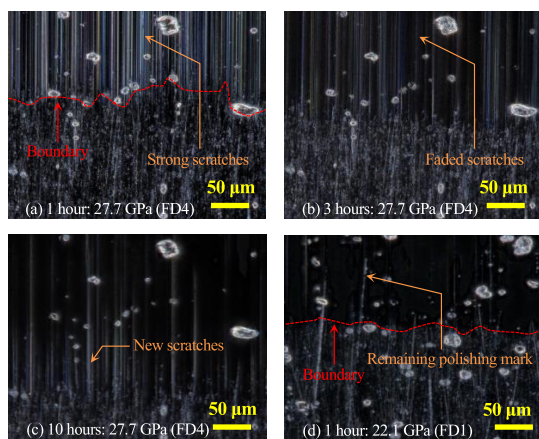 Boundary
Strong scratches
50 μm
(a) 1 hour: 27.7 GPa (FD4)
Faded scratches
50 μm
(b) 3 hours: 27.7 GPa (FD4)
New scratches
50 μm
(c) 10 hours: 27.7 GPa (FD4)
Remaining polishing mark
Boundary
50 μm
(d) 1 hour: 22.1 GPa (FD1)